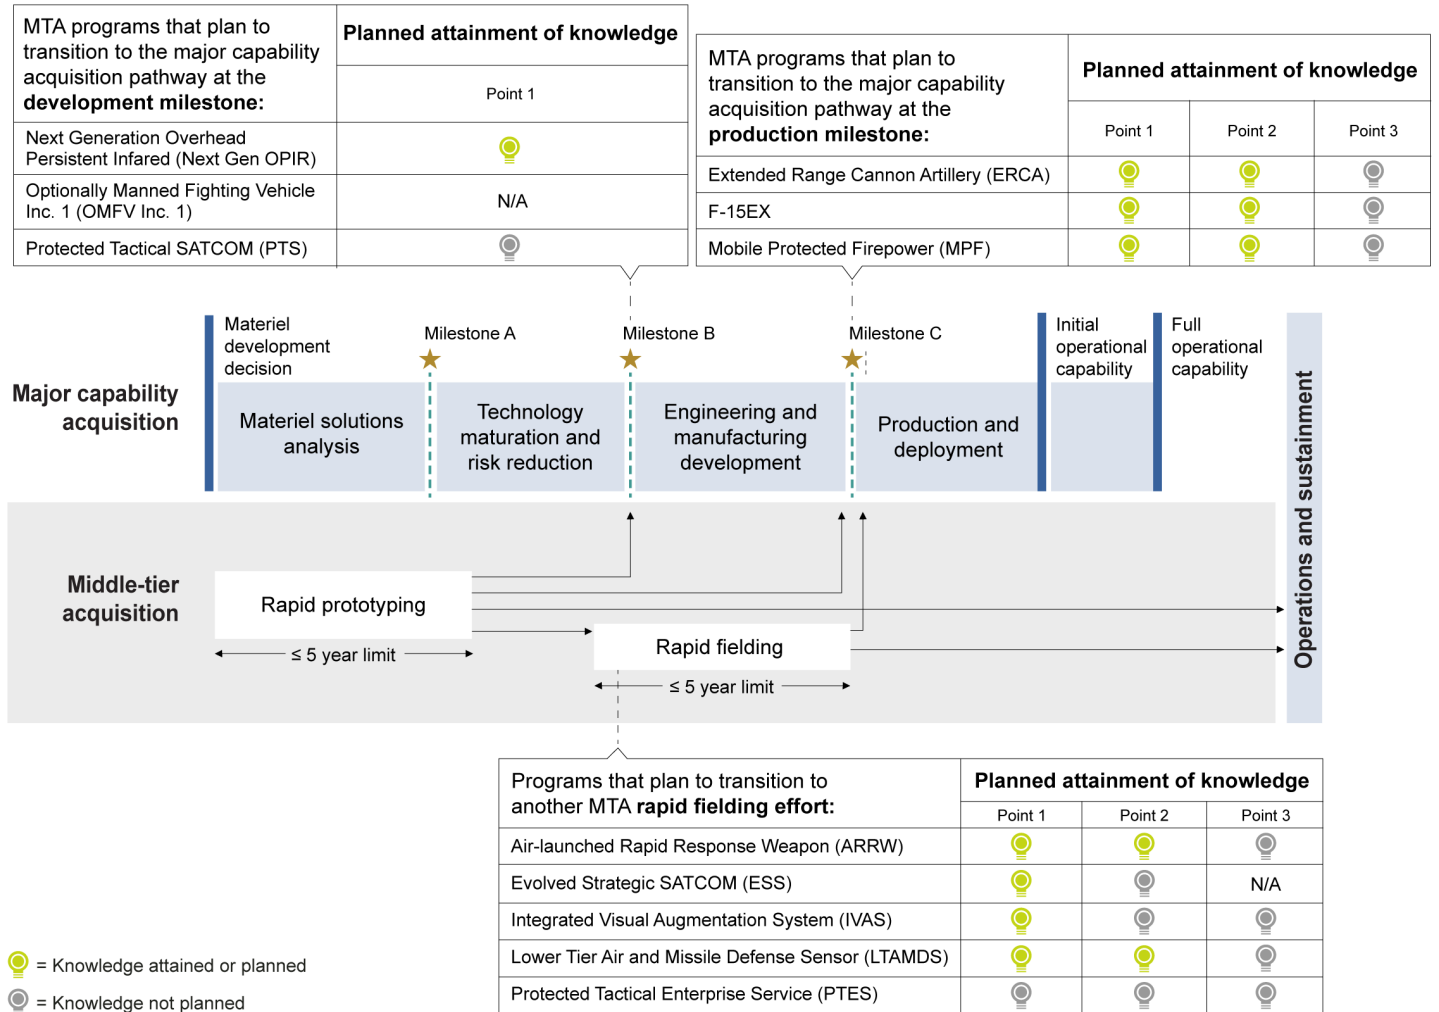 MTA programs that plan to
transition to the major capability
acquisition pathway at the
development milestone:
Planned attainment of knowledge
Point 1
Next Generation Overhead
Persistent Infared (Next Gen OPIR)
Optionally Manned Fighting Vehicle
Inc. 1 (OMFV Inc. 1)
N/A
Protected Tactical SATCOM (PTS)
MTA programs that plan to
transition to the major capability
acquisition pathway at the
production milestone:
Planned attainment of knowledge
Point 1
Point 2
Point 3
Extended Range Cannon Artillery (ERCA)
F-15EX
Mobile Protected Firepower (MPF)
Major capability
acquisition
Materiel
development
decision
Milestone A
Milestone B
Milestone C
Initial
operational
capability
Full
operational
capability
Materiel solutions
analysis
Technology
maturation and
risk reduction
Engineering and
manufacturing
development
Production and
deployment
Operations and sustainment
Middle-tier
acquisition
Rapid prototyping
≤ 5 year limit
Rapid fielding
≤ 5 year limit
Programs that plan to transition to
another MTA rapid fielding effort:
Planned attainment of knowledge
Point 1
Point 2
Point 3
Air-launched Rapid Response Weapon (ARRW)
Evolved Strategic SATCOM (ESS)
N/A
Integrated Visual Augmentation System (IVAS)
Lower Tier Air and Missile Defense Sensor (LTAMDS)
Protected Tactical Enterprise Service (PTES)
= Knowledge attained or planned
= Knowledge not planned